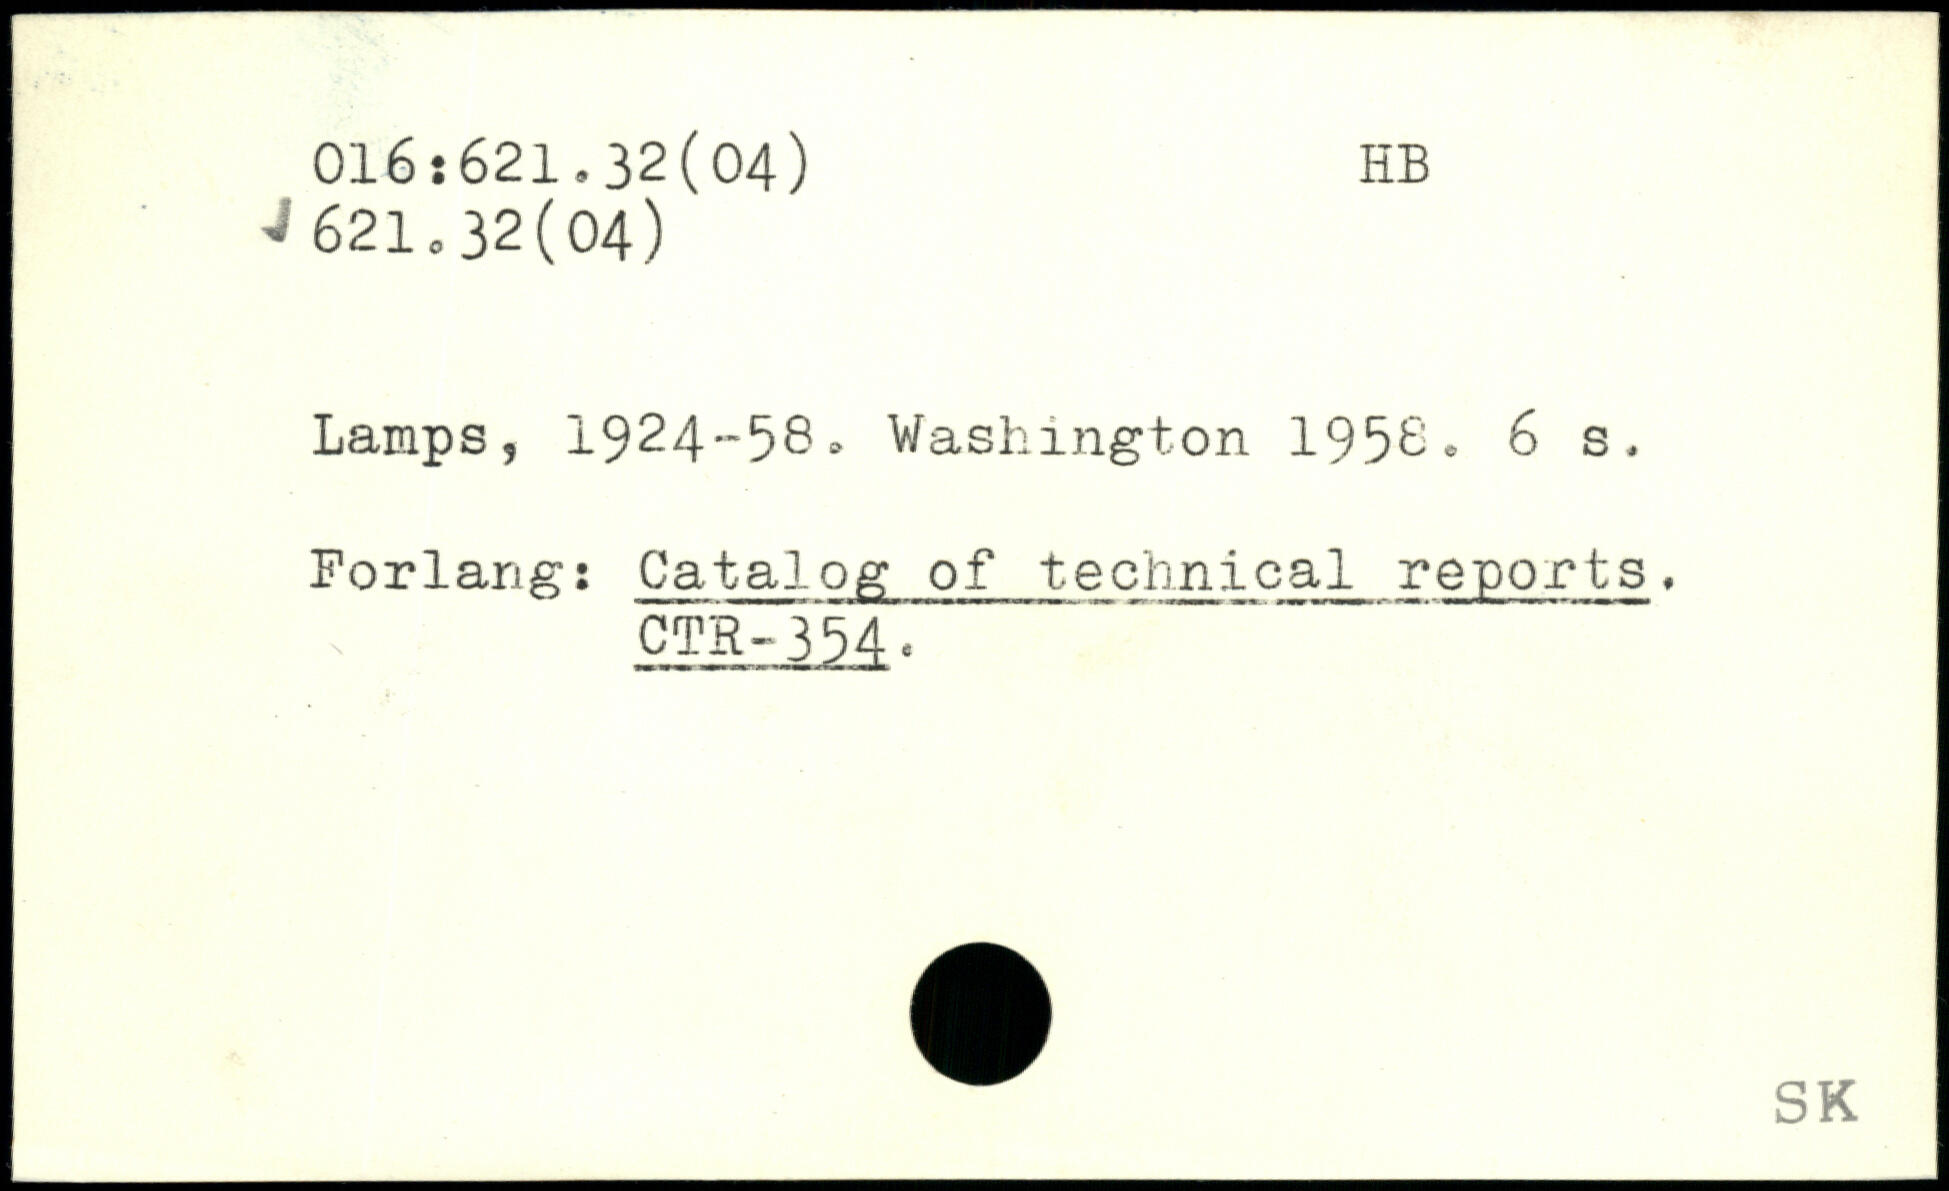 016:621.32(04) HB
621.32(04)
Lamps, 1924-58. Washington 1958. 6 s.
Forlang: Catalog of technical reports.
CTR-354.
SK